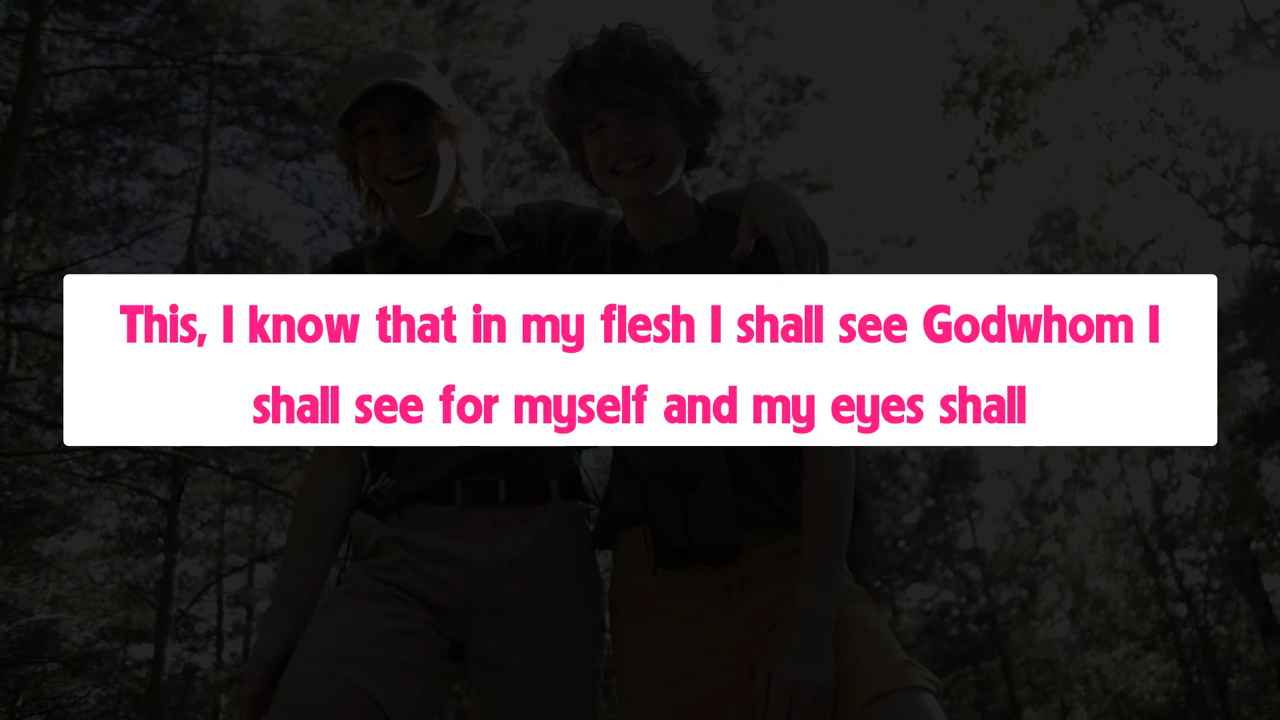 This, I know that in my flesh I shall see Godwhom I
shall see for myself and my eyes shall